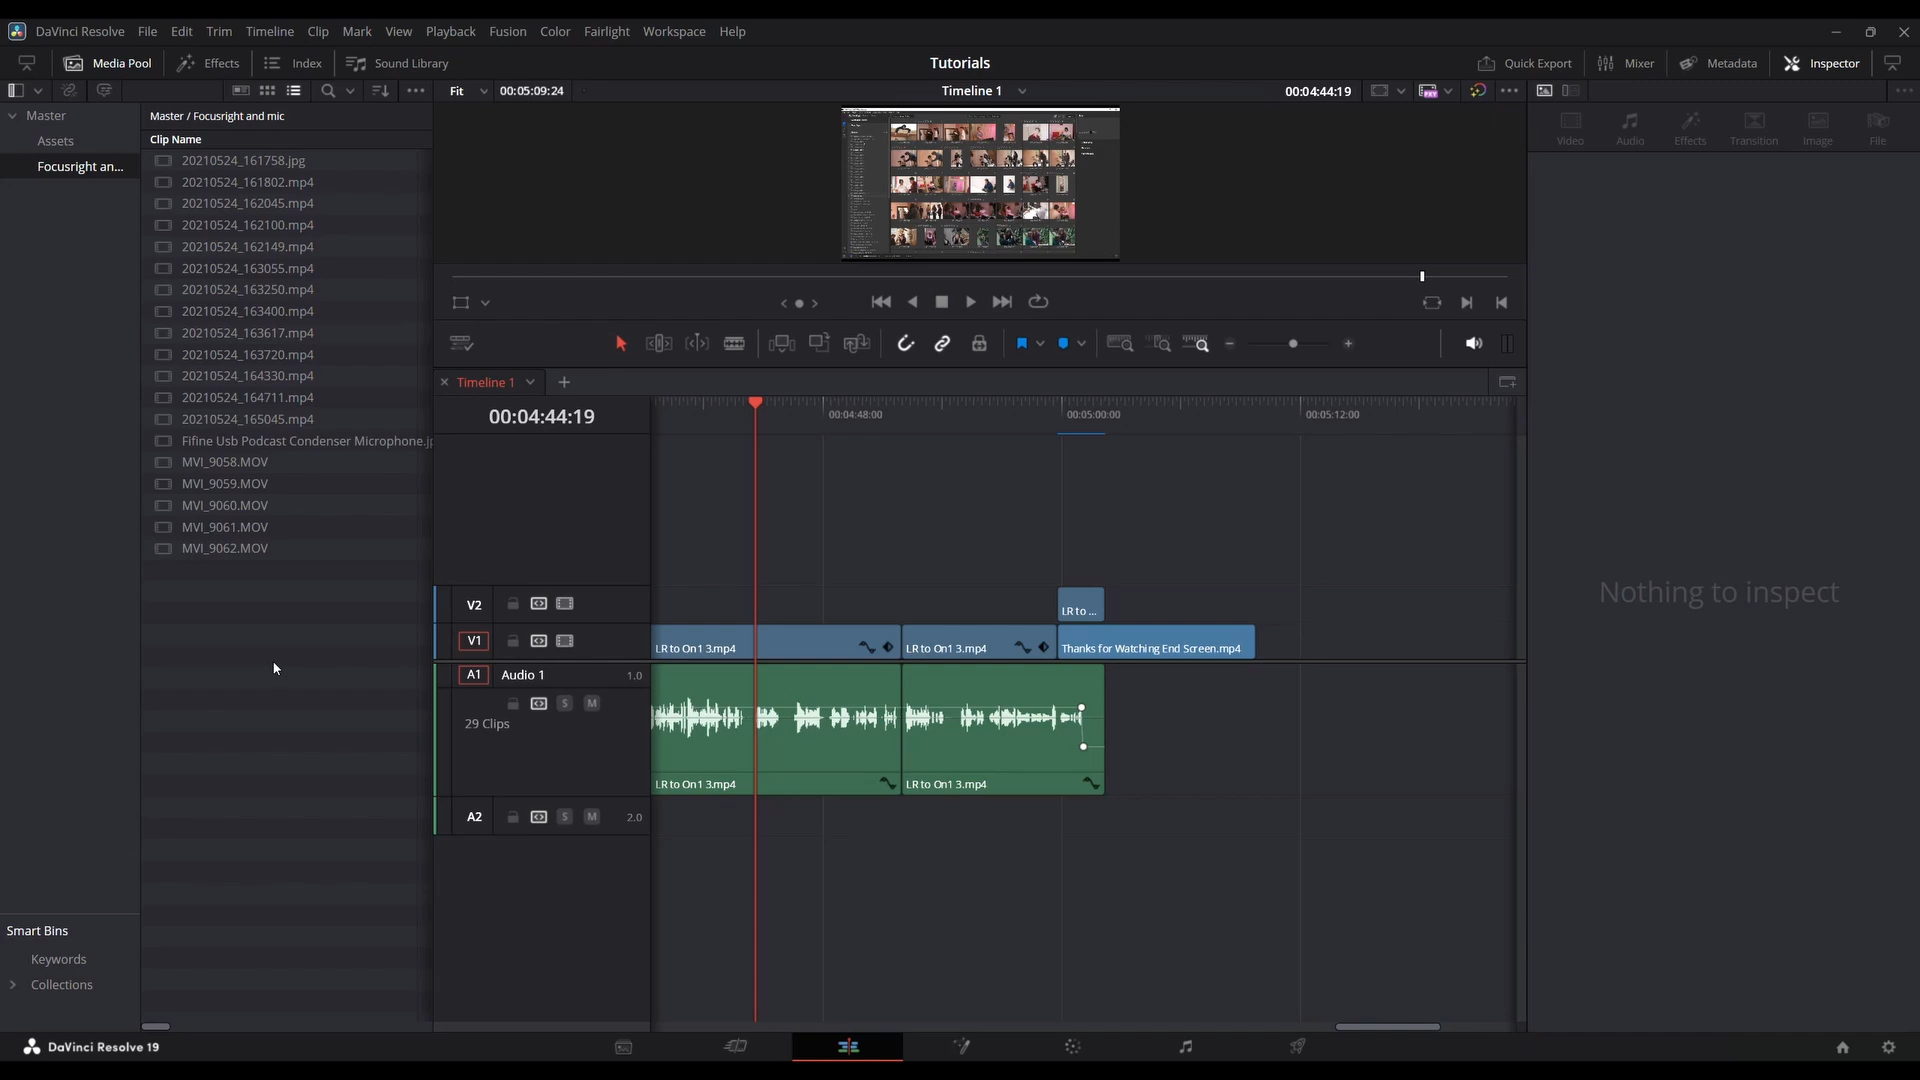 DaVinci Resolve File Edit Trim Timeline Clip Mark View Playback Fusion Color Fairlight Workspace Help
Media Pool Effects Index Sound Library Tutorials Quick Export Mixer Metadata Inspector
Fit 00:05:09:24 Timeline 1 00:04:44:19
Master
Assets
Focusright an...
Master / Focusright and mic
Clip Name
20210524_161758.jpg
20210524_161802.mp4
20210524_162045.mp4
20210524_162100.mp4
20210524_162149.mp4
20210524_163055.mp4
20210524_163250.mp4
20210524_163400.mp4
20210524_163617.mp4
20210524_163720.mp4
20210524_164330.mp4
20210524_164711.mp4
20210524_165045.mp4
Fifine Usb Podcast Condenser Microphone.jp
MVI_9058.MOV
MVI_9059.MOV
MVI_9060.MOV
MVI_9061.MOV
MVI_9062.MOV
Video Audio Effects Transition Image File
Nothing to inspect
Timeline 1
00:04:44:19
00:04:48:00 00:05:00:00 00:05:12:00
V2
LR to ...
V1
LR to On1 3.mp4 LR to On1 3.mp4 Thanks for Watching End Screen.mp4
A1 Audio 1 1.0
S M
29 Clips
LR to On1 3.mp4 LR to On1 3.mp4
A2 S M 2.0
Smart Bins
Keywords
Collections
DaVinci Resolve 19